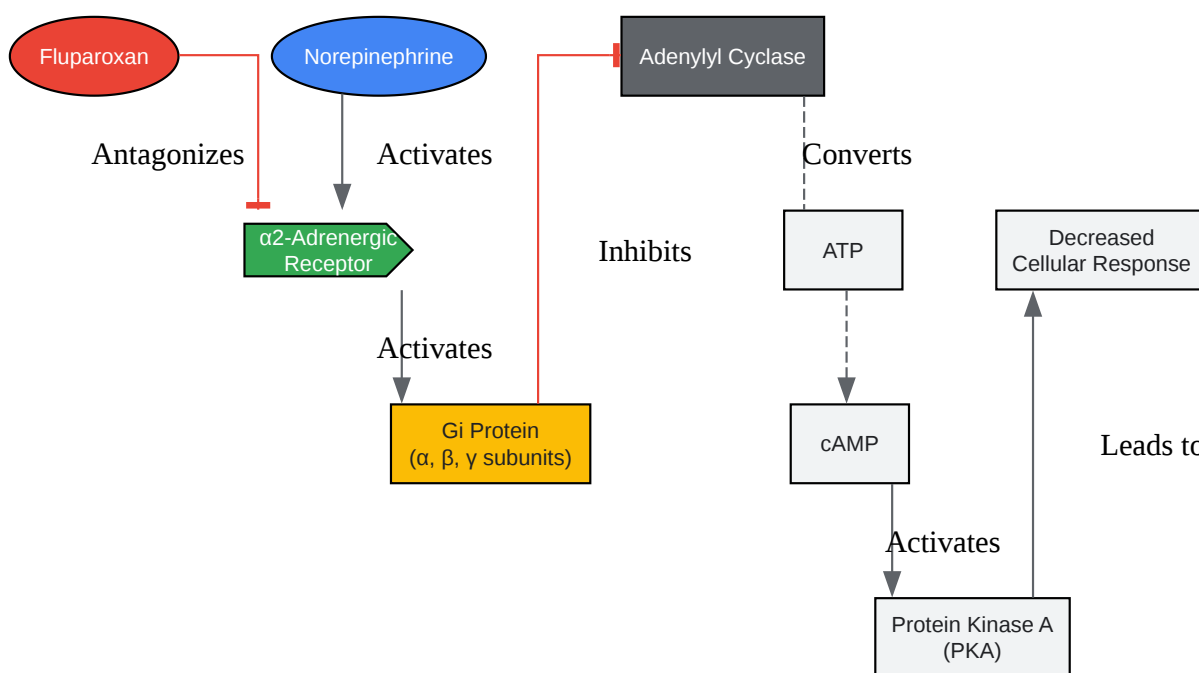 Fluparoxan
Norepinephrine
Adenylyl Cyclase
Antagonizes
Activates
Converts
α2-Adrenergic
Receptor
Inhibits
ATP
Decreased
Cellular Response
Activates
Gi Protein
(α, β, γ subunits)
cAMP
Leads to
Activates
Protein Kinase A
(PKA)